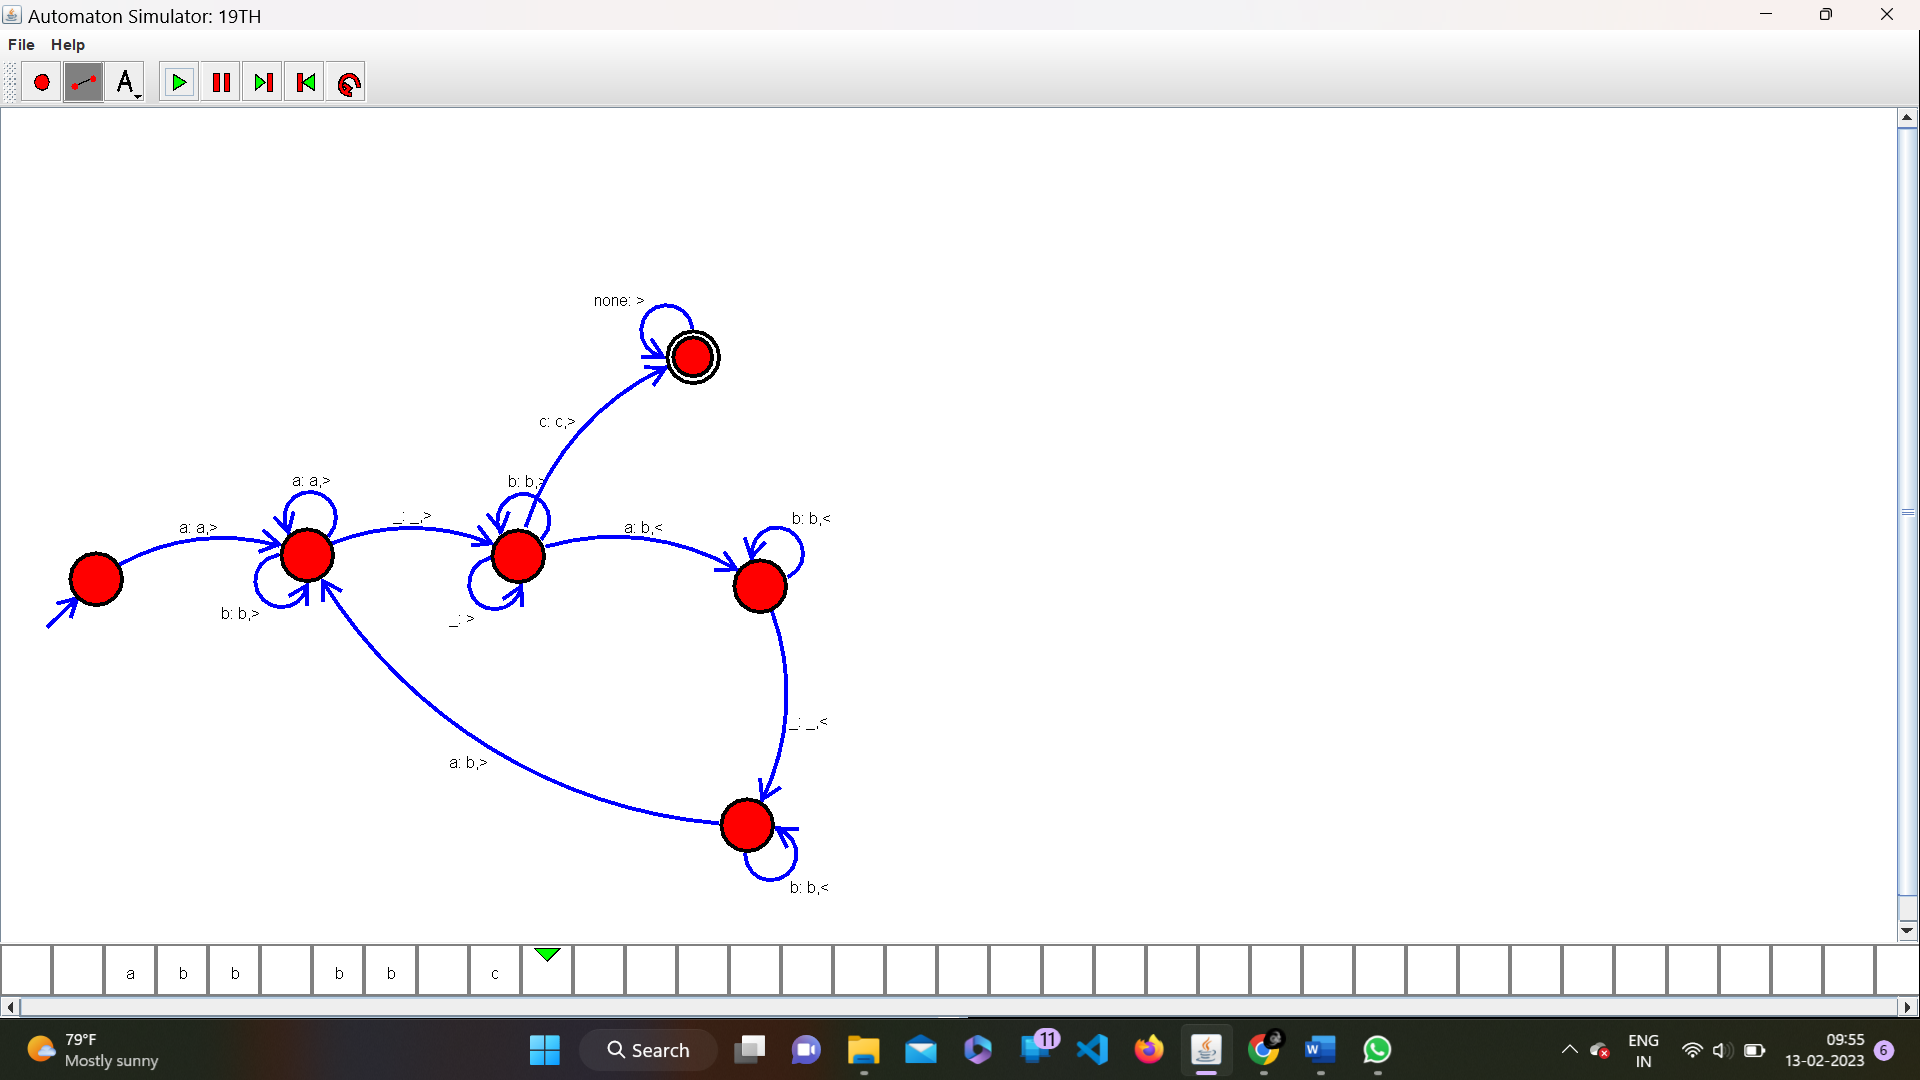 Automaton Simulator: 19TH
File Help
A
none: >
c: c,>
a: a,>
b: b,>
a: a,>
_: _,>
a: b,<
b: b,<
b: b,>
_: >
_: _,<
a: b,>
b: b,<
a b b b b c
79°F
Mostly sunny
Search
11
ENG
IN
09:55
13-02-2023
6